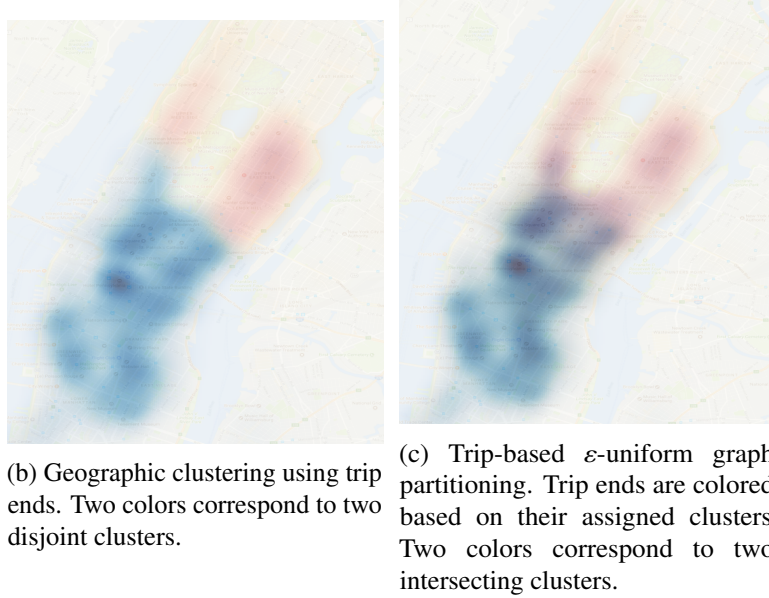 (b) Geographic clustering using trip
ends. Two colors correspond to two
disjoint clusters.
(c) Trip-based ε-uniform graph
partitioning. Trip ends are colored
based on their assigned clusters
Two colors correspond to two
intersecting clusters.